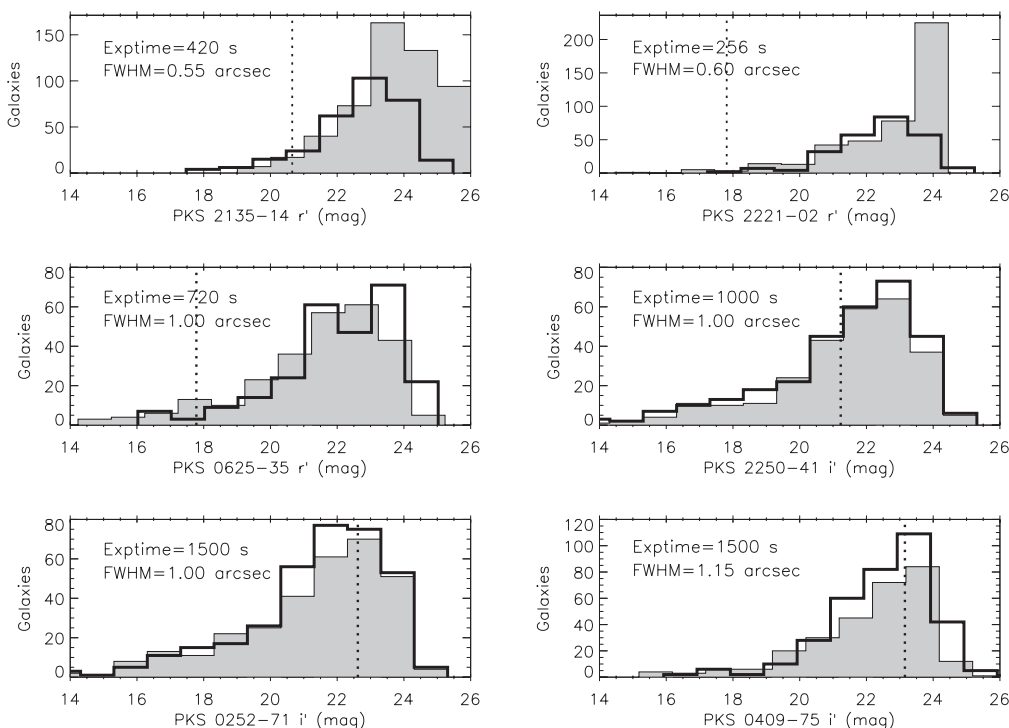 150
100
50
0
Galaxies
Exptime=420 s
FWHM=0.55 arcsec
14 16 18 20 22 24 26
PKS 2135−14 r' (mag)
200
150
100
50
0
Galaxies
Exptime=256 s
FWHM=0.60 arcsec
14 16 18 20 22 24 26
PKS 2221−02 r' (mag)
80
60
40
20
0
Galaxies
Exptime=720 s
FWHM=1.00 arcsec
14 16 18 20 22 24 26
PKS 0625−35 r' (mag)
80
60
40
20
0
Galaxies
Exptime=1000 s
FWHM=1.00 arcsec
14 16 18 20 22 24 26
PKS 2250−41 i' (mag)
80
60
40
20
0
Galaxies
Exptime=1500 s
FWHM=1.00 arcsec
14 16 18 20 22 24 26
PKS 0252−71 i' (mag)
120
100
80
60
40
20
0
Galaxies
Exptime=1500 s
FWHM=1.15 arcsec
14 16 18 20 22 24 26
PKS 0409−75 i' (mag)